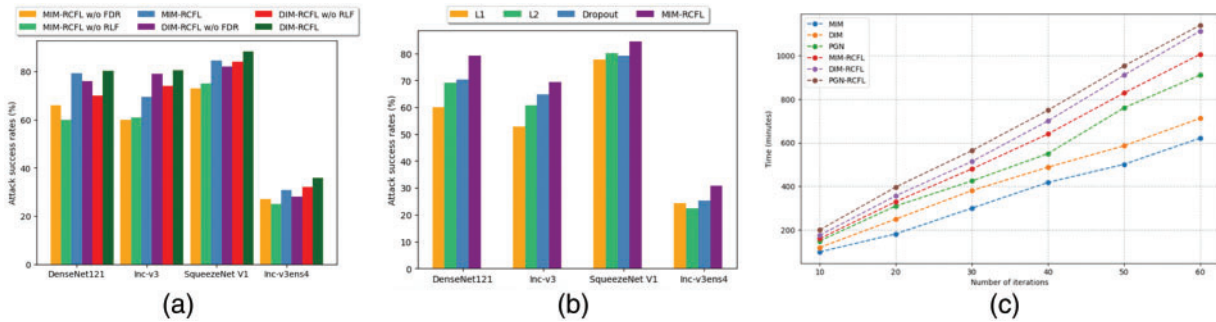 MIM-RCFL w/o FDR MIM-RCFL DIM-RCFL w/o RLF
MIM-RCFL w/o RLF DIM-RCFL w/o FDR DIM-RCFL
Attack success rates (%)
80
60
40
20
0
DenseNet121 Inc-v3 SqueezeNet V1 Inc-v3ens4
(a)
L1 L2 Dropout MIM-RCFL
Attack success rates (%)
80
70
60
50
40
30
20
10
0
DenseNet121 Inc-v3 SqueezeNet V1 Inc-v3ens4
(b)
MIM
DIM
PGN
MIM-RCFL
DIM-RCFL
PGN-RCFL
Time (minutes)
1000
800
600
400
200
10 20 30 40 50 60
Number of iterations
(c)